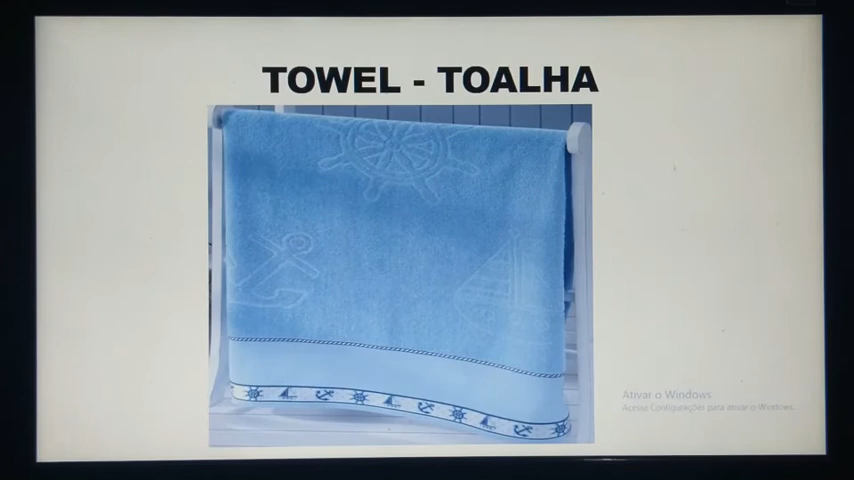 TOWEL - TOALHA
Ativar o Windows
Acesse Configurações para ativar o Windows.